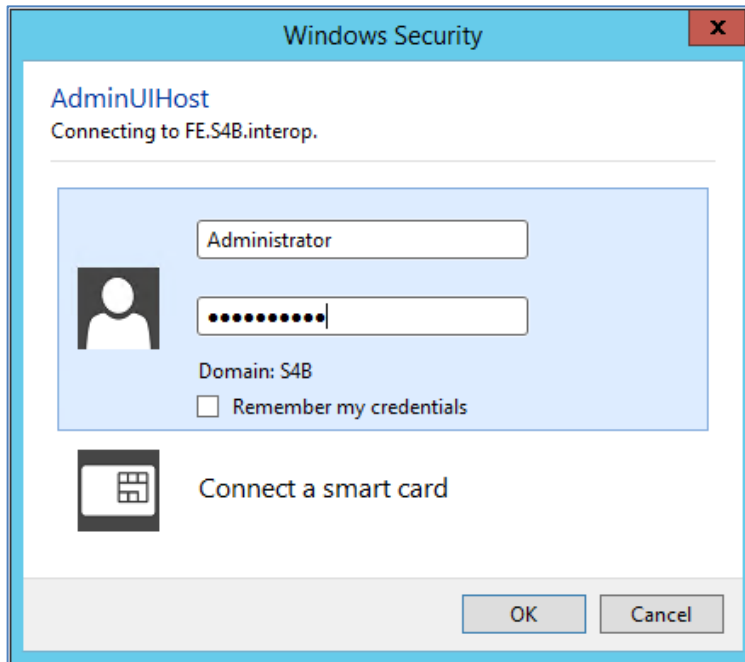 Windows Security
x
AdminUIHost
Connecting to FE.S4B.interop.
Administrator
●●●●●●●●●●
Domain: S4B
Remember my credentials
Connect a smart card
OK
Cancel